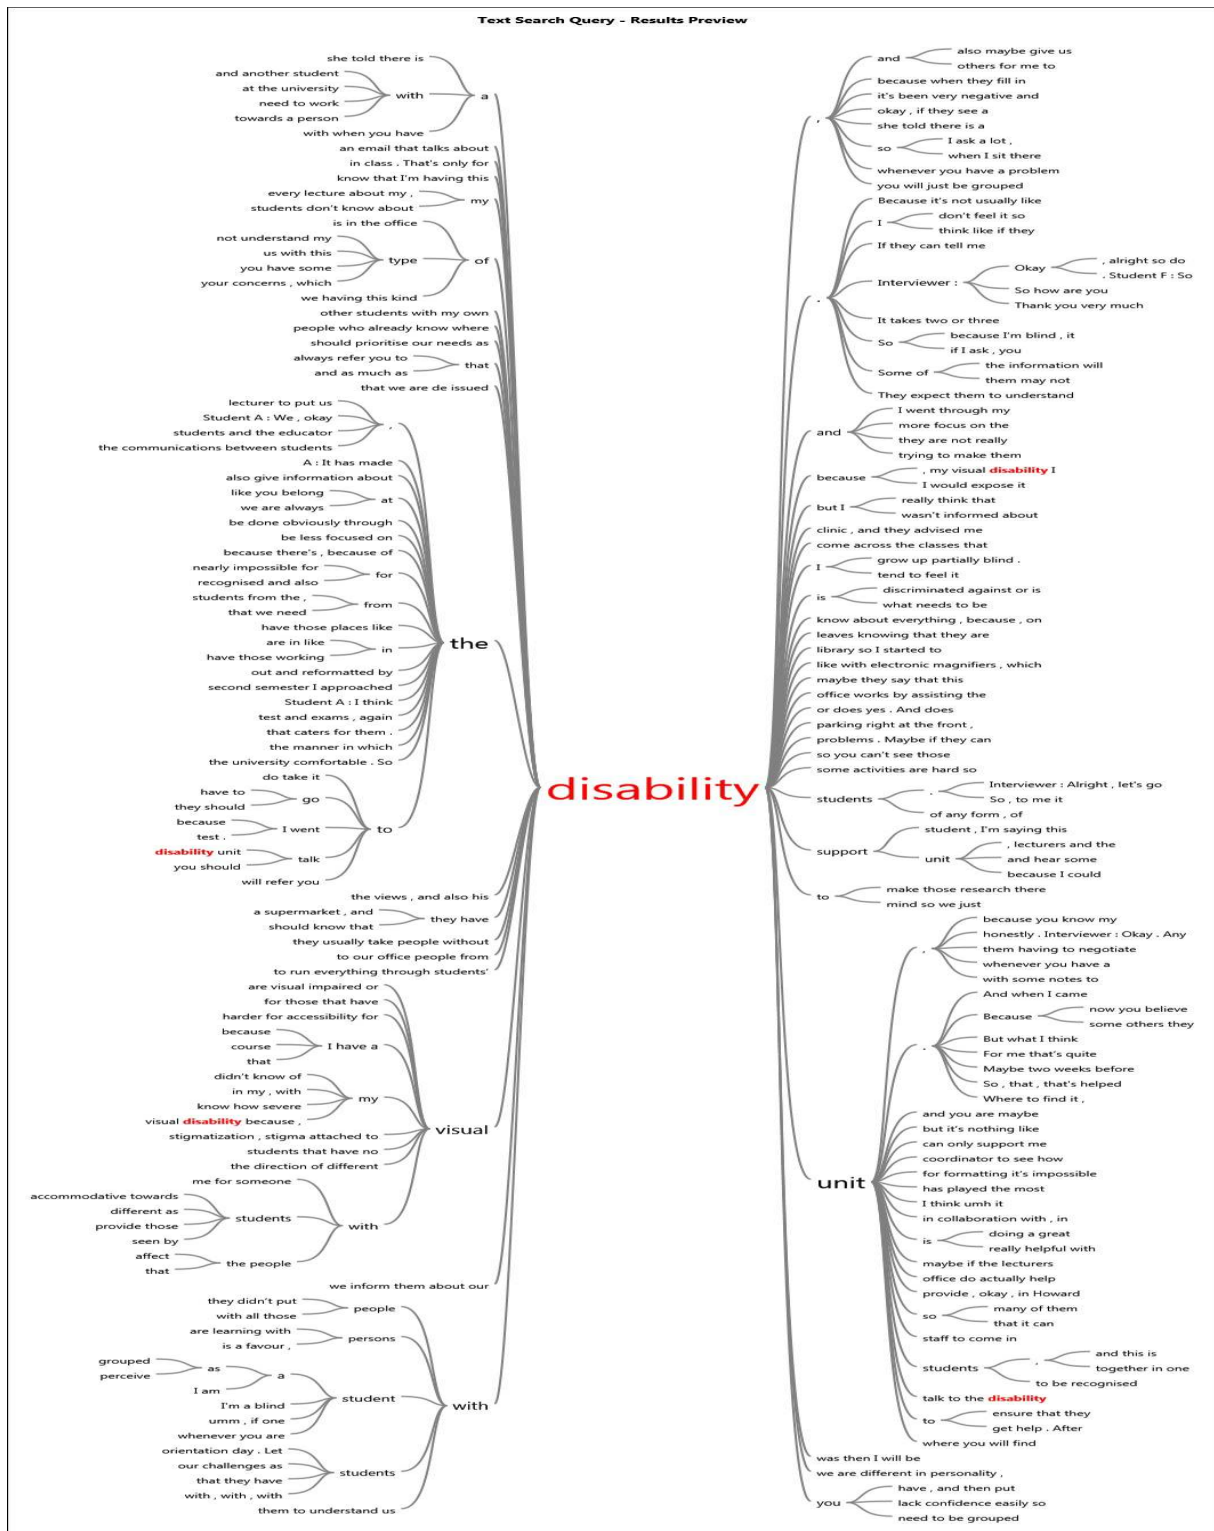 Text Search Query - Results Preview
she told there is
and another student
at the university
with
a
need to work
towards a person
with when you have
an email that talks about
in class . That's only for
know that I'm having this
every lecture about my ,
my
students don't know about
is in the office
not understand my
us with this
type
of
you have some
your concerns , which
we having this kind
other students with my own
people who already know where
should prioritise our needs as
always refer you to
that
and as much as
that we are de issued
lecturer to put us
Student A : We , okay
,
students and the educator
the communications between students
A : It has made
also give information about
like you belong
at
we are always
be done obviously through
be less focused on
because there's , because of
nearly impossible for
for
recognised and also
students from the ,
from
that we need
have those places like
are in like
in
the
have those working
out and reformatted by
second semester I approached
Student A : I think
test and exams , again
that caters for them .
the manner in which
the university comfortable . So
do take it
have to
go
they should
because
I went
to
test .
disability unit
talk
you should
will refer you
the views , and also his
a supermarket , and
they have
should know that
they usually take people without
to our office people from
to run everything through students'
are visual impaired or
for those that have
harder for accessibility for
because
course
I have a
that
didn't know of
in my , with
my
know how severe
visual disability because ,
visual
stigmatization , stigma attached to
students that have no
the direction of different
me for someone
accommodative towards
different as
students
with
provide those
seen by
affect
the people
that
we inform them about our
they didn't put
people
with all those
are learning with
persons
is a favour ,
grouped
as
perceive
a
I am
student
with
I'm a blind
umm , if one
whenever you are
orientation day . Let
our challenges as
students
that they have
with , with , with
them to understand us
disability
,
and
also maybe give us
others for me to
because when they fill in
it's been very negative and
okay , if they see a
she told there is a
so
I ask a lot ,
when I sit there
whenever you have a problem
you will just be grouped
.
Because it's not usually like
I
don't feel it so
think like if they
If they can tell me
Interviewer :
Okay
, alright so do
. Student F : So
So how are you
Thank you very much
It takes two or three
So
because I'm blind , it
if I ask , you
Some of
the information will
them may not
They expect them to understand
and
I went through my
more focus on the
they are not really
trying to make them
because
, my visual disability I
I would expose it
but I
really think that
wasn't informed about
clinic , and they advised me
come across the classes that
I
grow up partially blind .
tend to feel it
is
discriminated against or is
what needs to be
know about everything , because , on
leaves knowing that they are
library so I started to
like with electronic magnifiers , which
maybe they say that this
office works by assisting the
or does yes . And does
parking right at the front ,
problems . Maybe if they can
so you can't see those
some activities are hard so
students
.
Interviewer : Alright , let's go
So , to me it
of any form , of
support
student , I'm saying this
unit
, lecturers and the
and hear some
because I could
to
make those research there
mind so we just
unit
,
because you know my
honestly . Interviewer : Okay . Any
them having to negotiate
whenever you have a
with some notes to
.
And when I came
Because
now you believe
some others they
But what I think
For me that's quite
Maybe two weeks before
So , that , that's helped
Where to find it ,
and you are maybe
but it's nothing like
can only support me
coordinator to see how
for formatting it's impossible
has played the most
I think umh it
in collaboration with , in
is
doing a great
really helpful with
maybe if the lecturers
office do actually help
provide , okay , in Howard
so
many of them
that it can
staff to come in
students
,
and this is
together in one
to be recognised
talk to the disability
to
ensure that they
get help . After
where you will find
was then I will be
we are different in personality ,
you
have , and then put
lack confidence easily so
need to be grouped